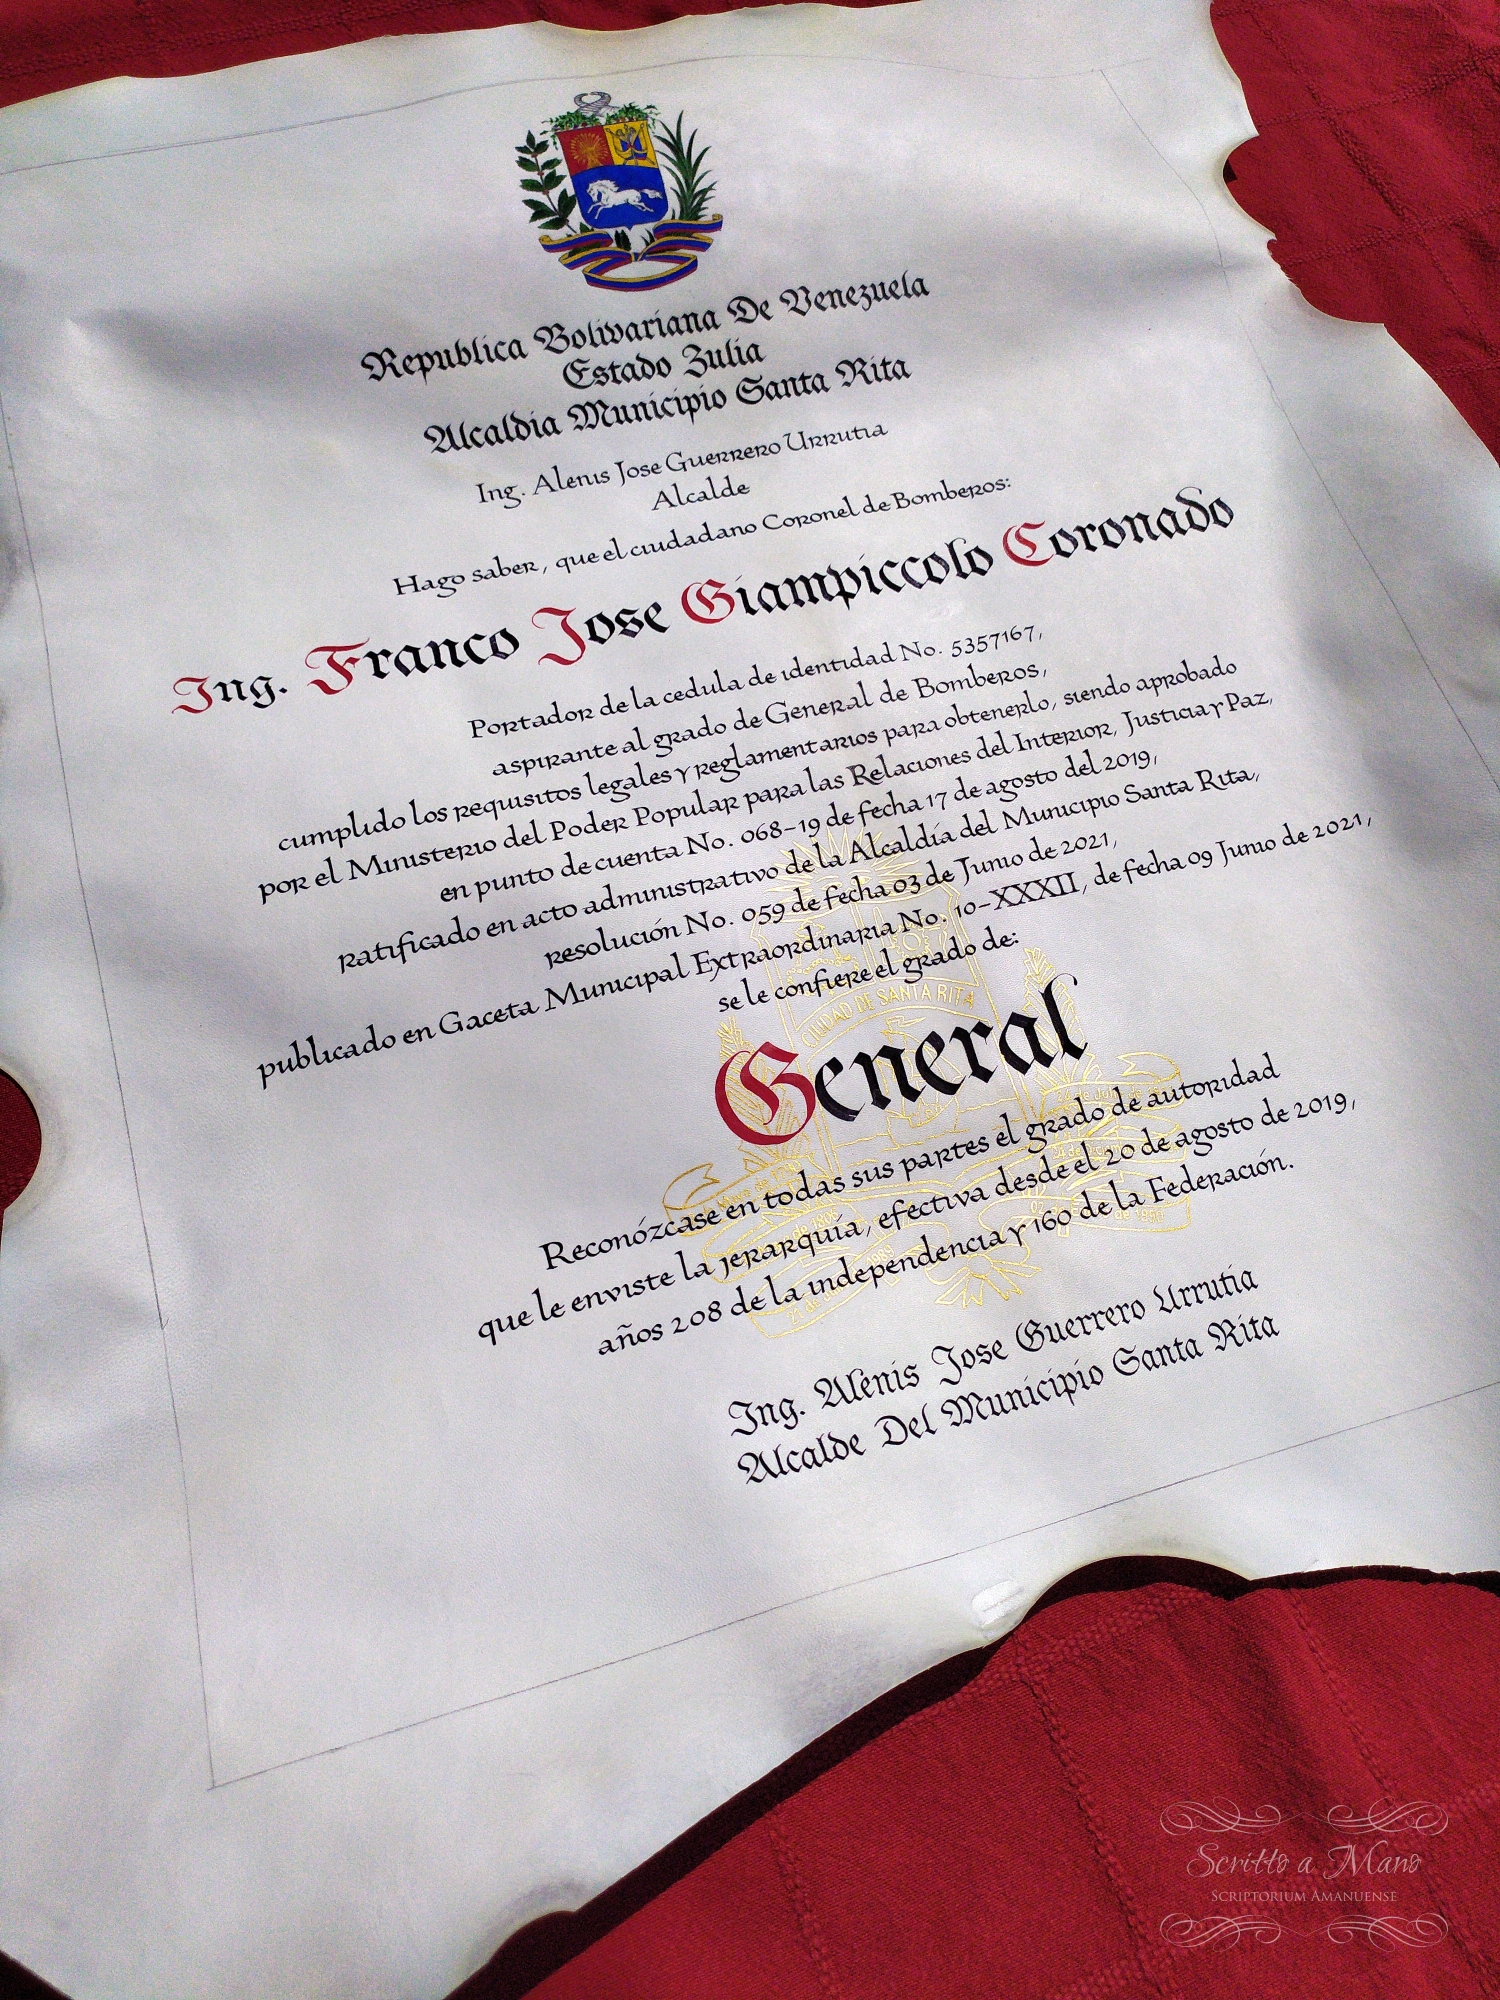 Republica Bolivariana De Venezuela
Estado Zulia
Alcaldia Municipio Santa Rita
Ing. Alenis Jose Guerrero Urrutia
Alcalde
Hago saber, que el ciudadano Coronel de Bomberos:
Ing. Franco Jose Giampiccolo Coronado
Portador de la cedula de identidad No. 5357167,
aspirante al grado de General de Bomberos,
cumplido los requisitos legales y reglamentarios para obtenerlo, siendo aprobado
por el Ministerio del Poder Popular para las Relaciones del Interior, Justicia y Paz,
en punto de cuenta No. 068-19 de fecha 17 de agosto del 2019,
ratificado en acto administrativo de la Alcaldía del Municipio Santa Rita,
resolución No. 059 de fecha 03 de Junio de 2021,
publicado en Gaceta Municipal Extraordinaria No. 10-XXXII, de fecha 09 Junio de 2021,
se le confiere el grado de:
CIUDAD DE SANTA RITA
General
Reconózcase en todas sus partes el grado de autoridad
que le enviste la jerarquía, efectiva desde el 20 de agosto de 2019,
años 208 de la independencia y 160 de la Federación.
Ing. Alenis Jose Guerrero Urrutia
Alcalde Del Municipio Santa Rita
Scritto a Mano
Scriptorium Amanuense